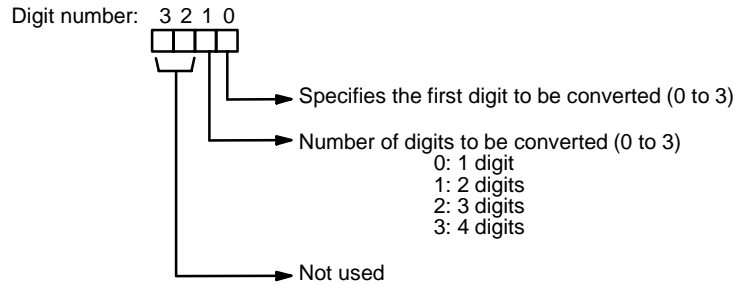 Digit number: 3 2 1 0
Specifies the first digit to be converted (0 to 3)
Number of digits to be converted (0 to 3)
0: 1 digit
1: 2 digits
2: 3 digits
3: 4 digits
Not used